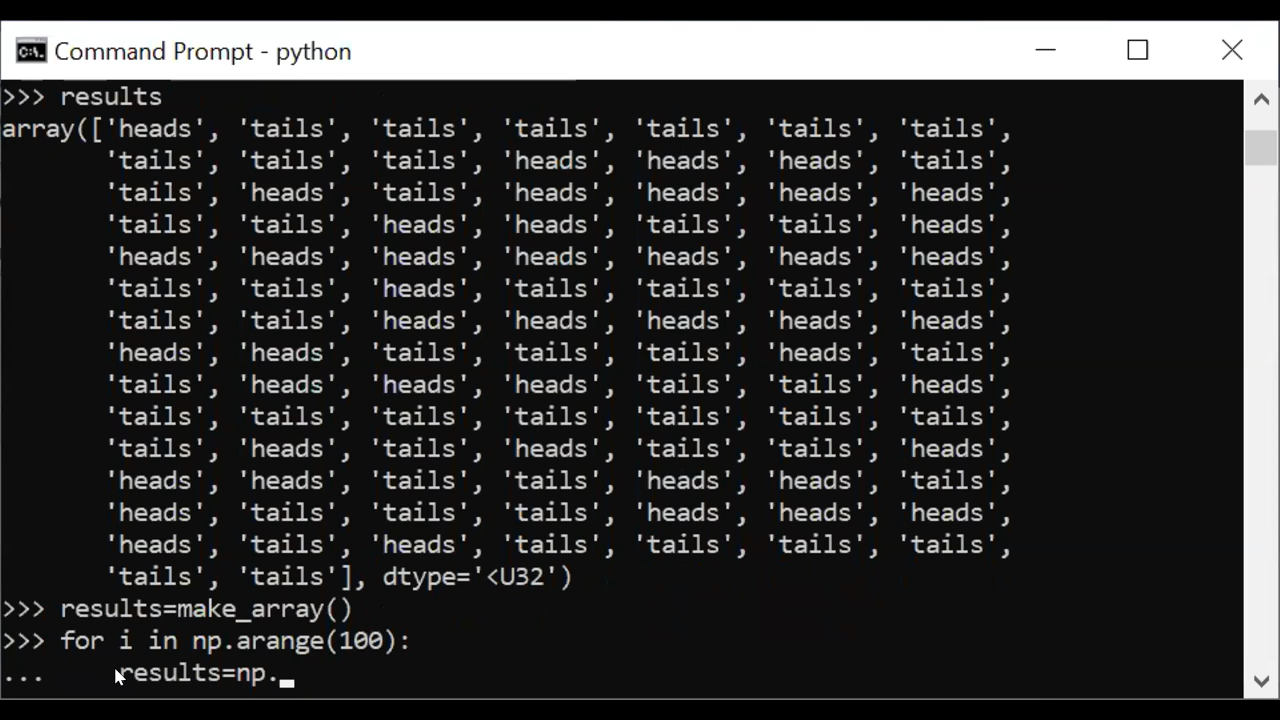 Command Prompt - python
>>> results
array(['heads', 'tails', 'tails', 'tails', 'tails', 'tails', 'tails',
'tails', 'tails', 'tails', 'heads', 'heads', 'heads', 'tails',
'tails', 'heads', 'tails', 'heads', 'heads', 'heads', 'heads',
'tails', 'tails', 'heads', 'heads', 'tails', 'tails', 'heads',
'heads', 'heads', 'heads', 'heads', 'heads', 'heads', 'heads',
'tails', 'tails', 'heads', 'tails', 'tails', 'tails', 'tails',
'tails', 'tails', 'heads', 'heads', 'heads', 'heads', 'heads',
'heads', 'heads', 'tails', 'tails', 'tails', 'heads', 'tails',
'tails', 'heads', 'heads', 'heads', 'tails', 'tails', 'heads',
'tails', 'tails', 'tails', 'tails', 'tails', 'tails', 'tails',
'tails', 'heads', 'tails', 'heads', 'tails', 'tails', 'heads',
'heads', 'heads', 'tails', 'tails', 'heads', 'heads', 'tails',
'heads', 'tails', 'tails', 'tails', 'heads', 'heads', 'heads',
'heads', 'tails', 'heads', 'tails', 'tails', 'tails', 'tails',
'tails', 'tails'], dtype='<U32')
>>> results=make_array()
>>> for i in np.arange(100):
...     results=np.